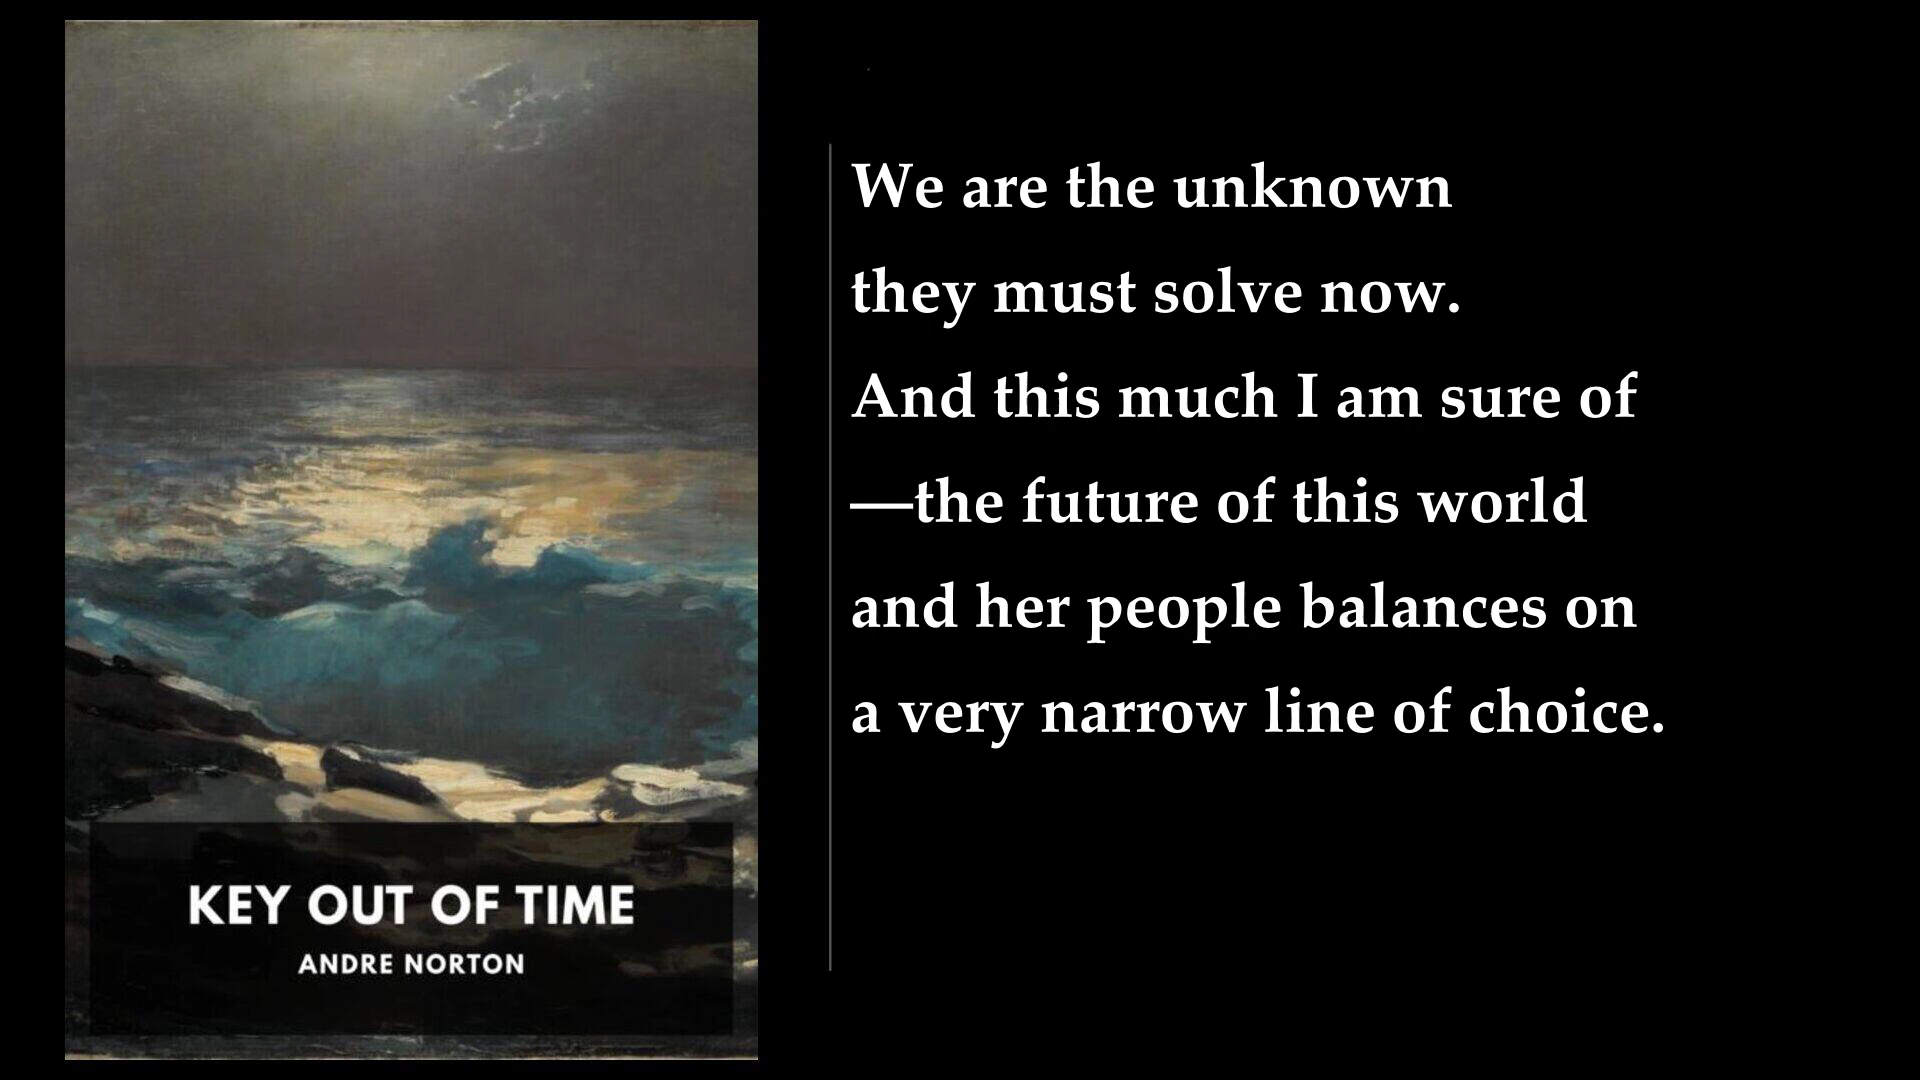 We are the unknown
they must solve now.
And this much I am sure of
—the future of this world
and her people balances on
a very narrow line of choice.
KEY OUT OF TIME
ANDRE NORTON